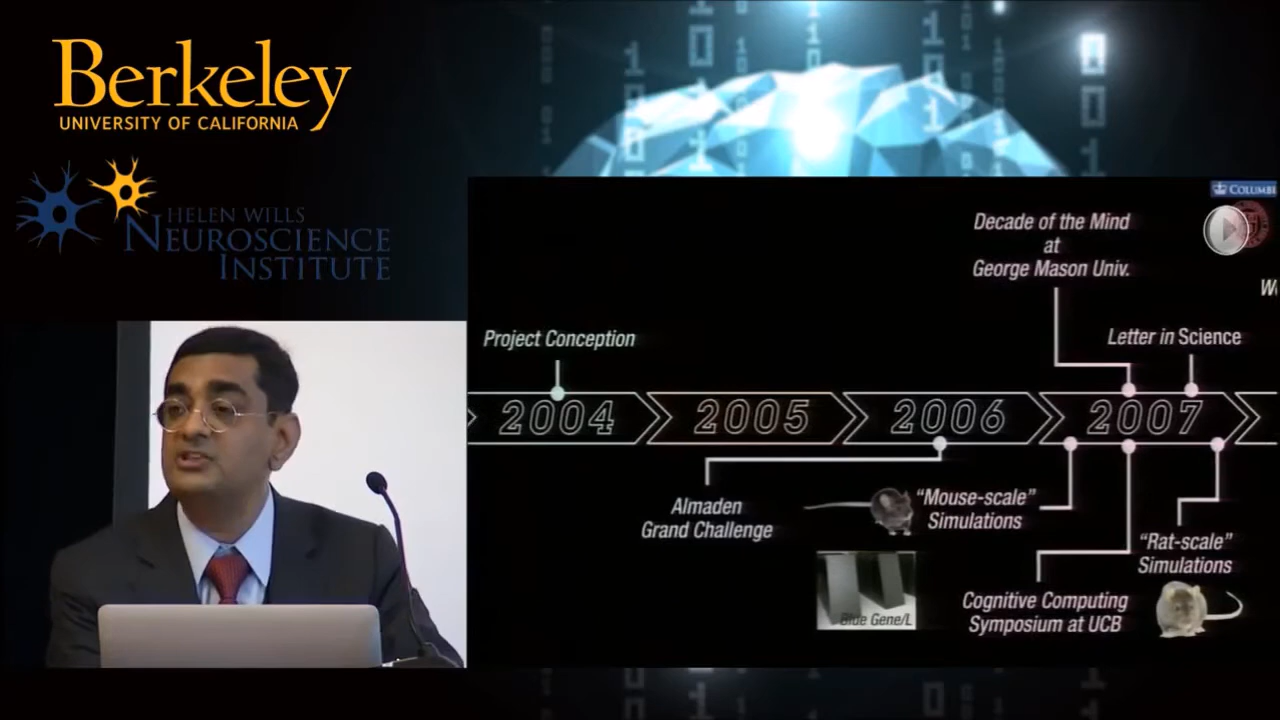 Berkeley
UNIVERSITY OF CALIFORNIA
HELEN WILLS
NEUROSCIENCE
INSTITUTE
COLUMBI
Decade of the Mind
at
George Mason Univ.
Project Conception
Letter in Science
2004
2005
2006
2007
Almaden
Grand Challenge
"Mouse-scale"
Simulations
Blue Gene/L
"Rat-scale"
Simulations
Cognitive Computing
Symposium at UCB